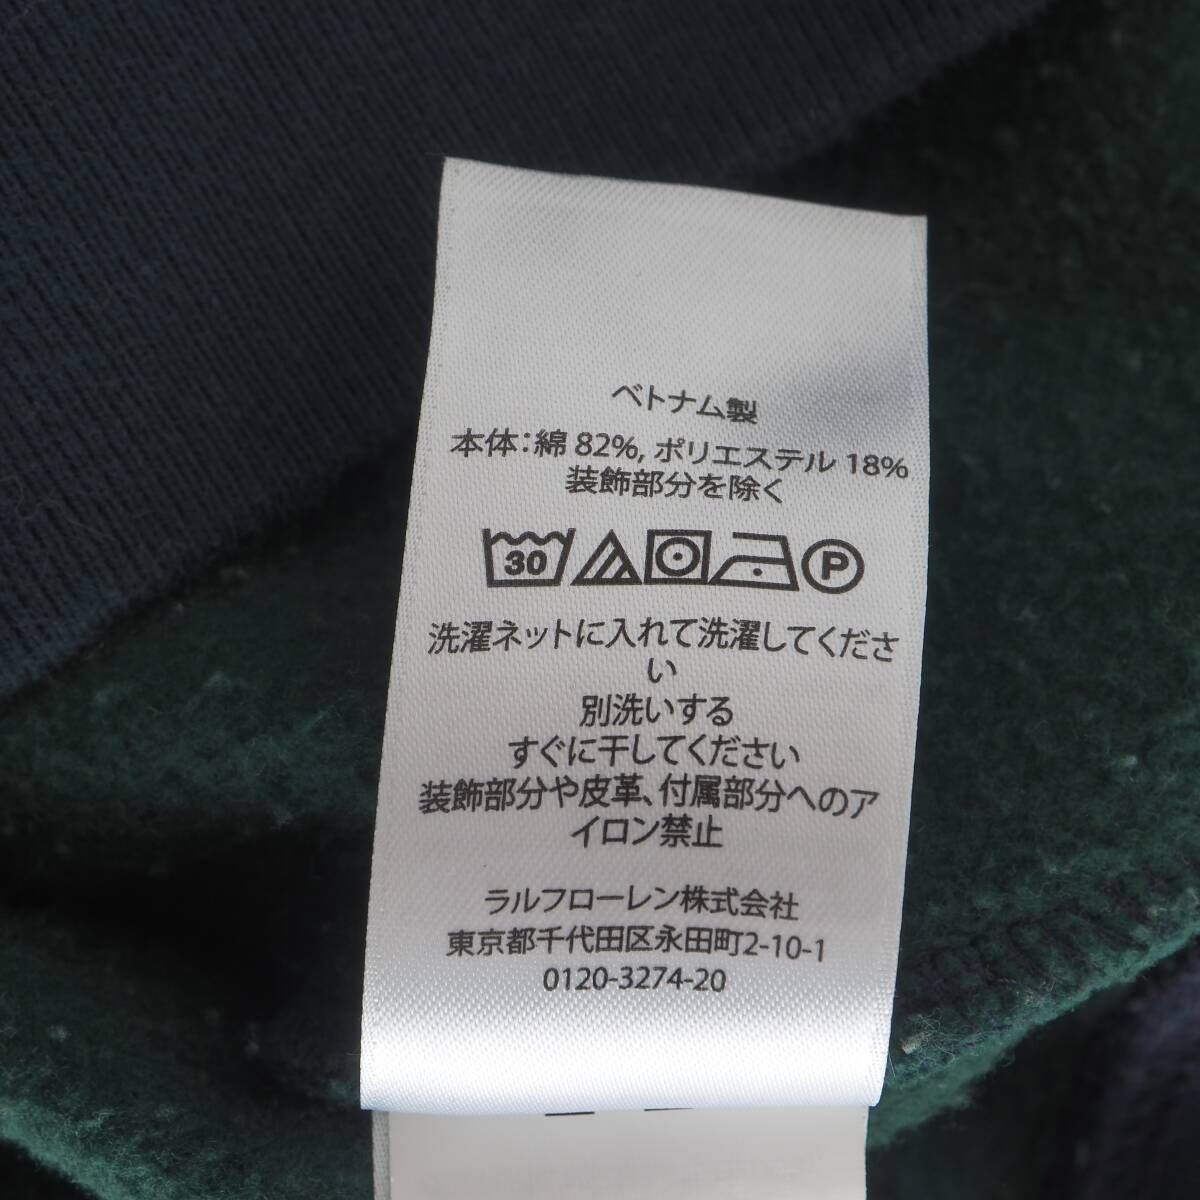 ベトナム製
本体：綿 82%, ポリエステル 18%
装飾部分を除く
30 P
洗濯ネットに入れて洗濯してくださ
い
別洗いする
すぐに干してください
装飾部分や皮革、付属部分へのア
イロン禁止
ラルフローレン株式会社
東京都千代田区永田町2-10-1
0120-3274-20